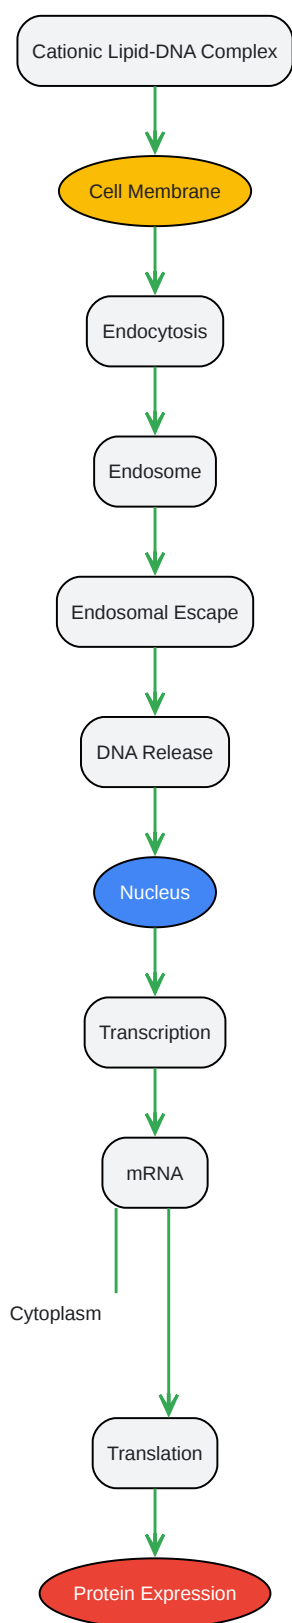 Cationic Lipid-DNA Complex
Cell Membrane
Endocytosis
Endosome
Endosomal Escape
DNA Release
Nucleus
Transcription
mRNA
Cytoplasm
Translation
Protein Expression